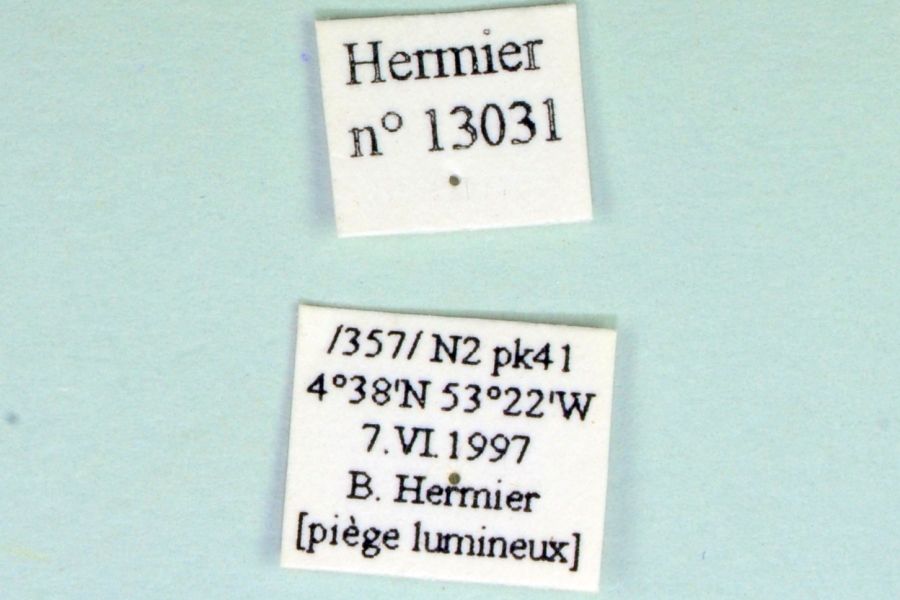 Hermier
n° 13031
/357/ N2 pk41
4°38'N 53°22'W
7.VI.1997
B. Hermier
[piège lumineux]